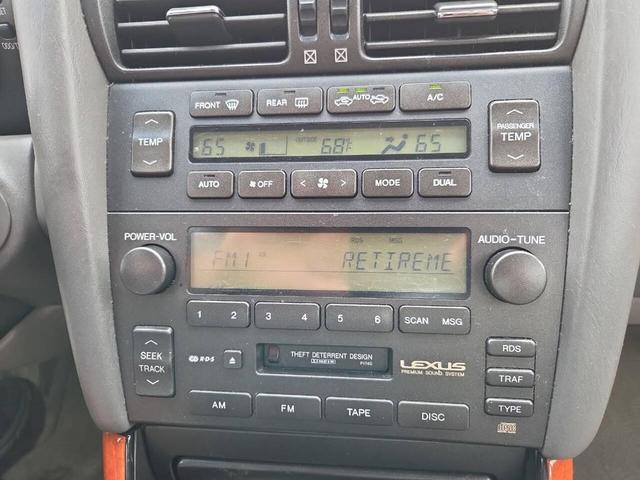 FRONT REAR AUTO A/C
TEMP
65 OUTSIDE 68°F 65
PASSENGER
TEMP
AUTO OFF < > MODE DUAL
POWER-VOL
AUDIO-TUNE
RDS MSG
FM1 RETIREME
1 2 3 4 5 6 SCAN MSG
SEEK
TRACK
RDS
THEFT DETERRENT DESIGN
LEXUS
PREMIUM SOUND SYSTEM
RDS
TRAF
TYPE
AM FM TAPE DISC